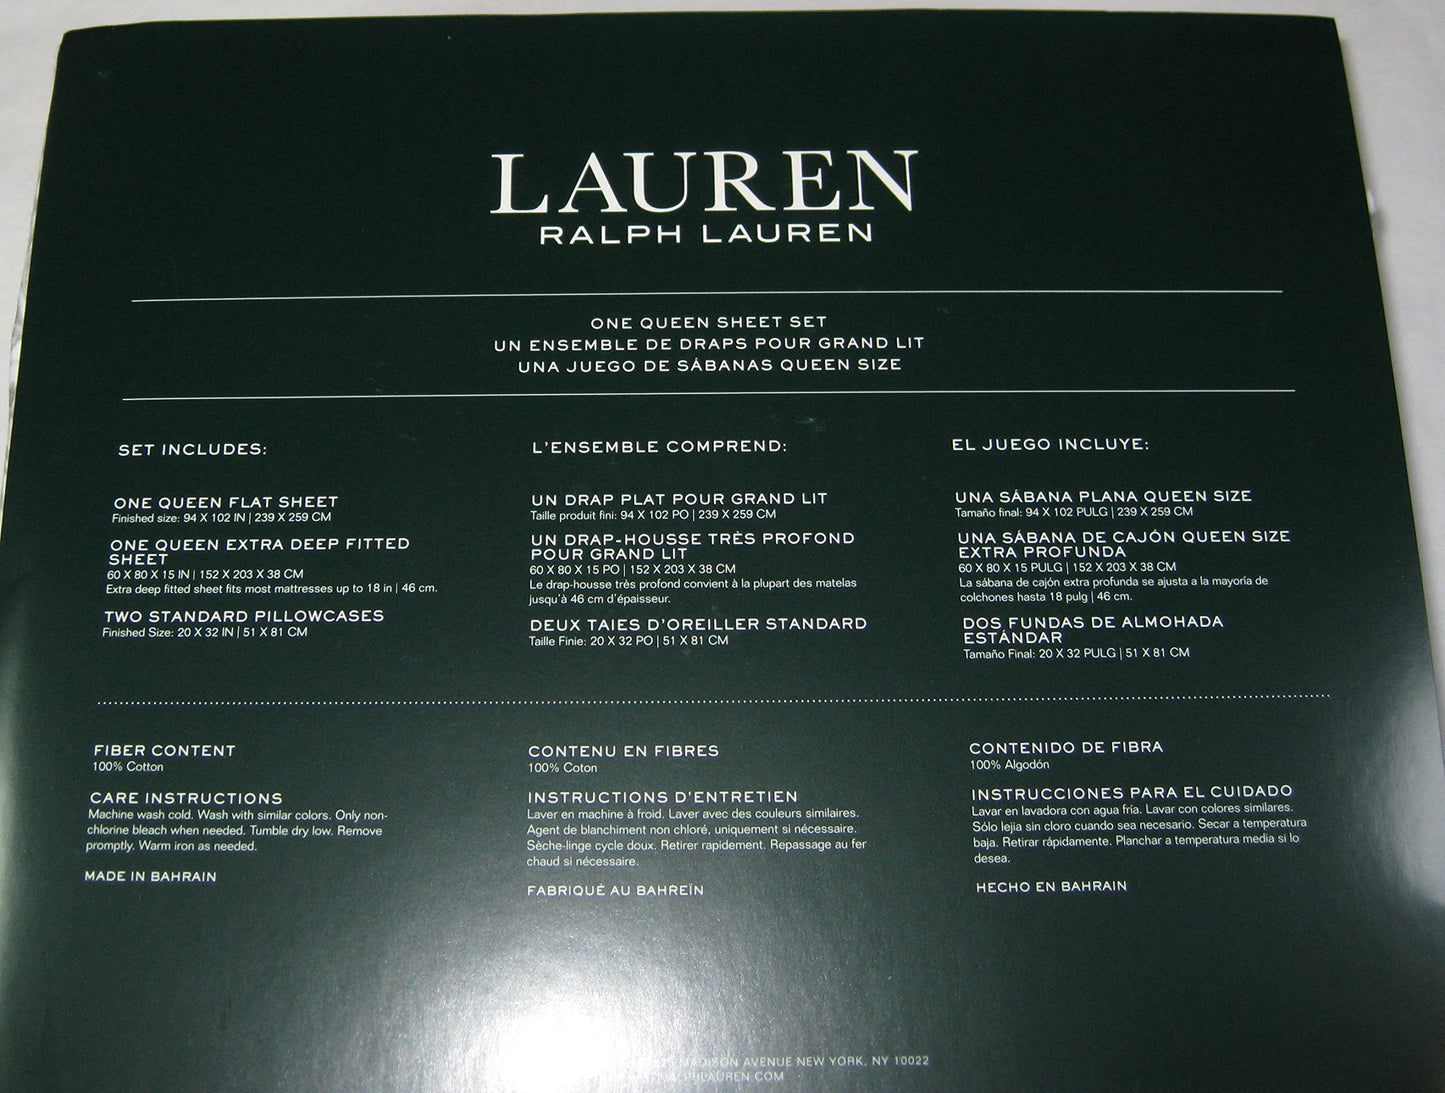 LAUREN
RALPH LAUREN
ONE QUEEN SHEET SET
UN ENSEMBLE DE DRAPS POUR GRAND LIT
UNA JUEGO DE SÁBANAS QUEEN SIZE
SET INCLUDES:
ONE QUEEN FLAT SHEET
Finished size: 94 X 102 IN | 239 X 259 CM
ONE QUEEN EXTRA DEEP FITTED
SHEET
60 X 80 X 15 IN | 152 X 203 X 38 CM
Extra deep fitted sheet fits most mattresses up to 18 in | 46 cm.
TWO STANDARD PILLOWCASES
Finished Size: 20 X 32 IN | 51 X 81 CM
L'ENSEMBLE COMPREND:
UN DRAP PLAT POUR GRAND LIT
Taille produit fini: 94 X 102 PO | 239 X 259 CM
UN DRAP-HOUSSE TRÈS PROFOND
POUR GRAND LIT
60 X 80 X 15 PO | 152 X 203 X 38 CM
Le drap-housse très profond convient à la plupart des matelas
jusqu'à 46 cm d'épaisseur.
DEUX TAIES D'OREILLER STANDARD
Taille Finie: 20 X 32 PO | 51 X 81 CM
EL JUEGO INCLUYE:
UNA SÁBANA PLANA QUEEN SIZE
Tamaño final: 94 X 102 PULG | 239 X 259 CM
UNA SÁBANA DE CAJÓN QUEEN SIZE
EXTRA PROFUNDA
60 X 80 X 15 PULG | 152 X 203 X 38 CM
La sábana de cajón extra profunda se ajusta a la mayoría de
colchones hasta 18 pulg | 46 cm.
DOS FUNDAS DE ALMOHADA
ESTÁNDAR
Tamaño Final: 20 X 32 PULG | 51 X 81 CM
FIBER CONTENT
100% Cotton
CARE INSTRUCTIONS
Machine wash cold. Wash with similar colors. Only non-
chlorine bleach when needed. Tumble dry low. Remove
promptly. Warm iron as needed.
MADE IN BAHRAIN
CONTENU EN FIBRES
100% Coton
INSTRUCTIONS D'ENTRETIEN
Laver en machine à froid. Laver avec des couleurs similaires.
Agent de blanchiment non chloré, uniquement si nécessaire.
Sèche-linge cycle doux. Retirer rapidement. Repassage au fer
chaud si nécessaire.
FABRIQUÉ AU BAHREÏN
CONTENIDO DE FIBRA
100% Algodón
INSTRUCCIONES PARA EL CUIDADO
Lavar en lavadora con agua fría. Lavar con colores similares.
Sólo lejia sin cloro cuando sea necesario. Secar a temperatura
baja. Retirar rápidamente. Planchar a temperatura media si lo
desea.
HECHO EN BAHRAIN
MADISON AVENUE NEW YORK, NY 10022
RALPHLAUREN.COM